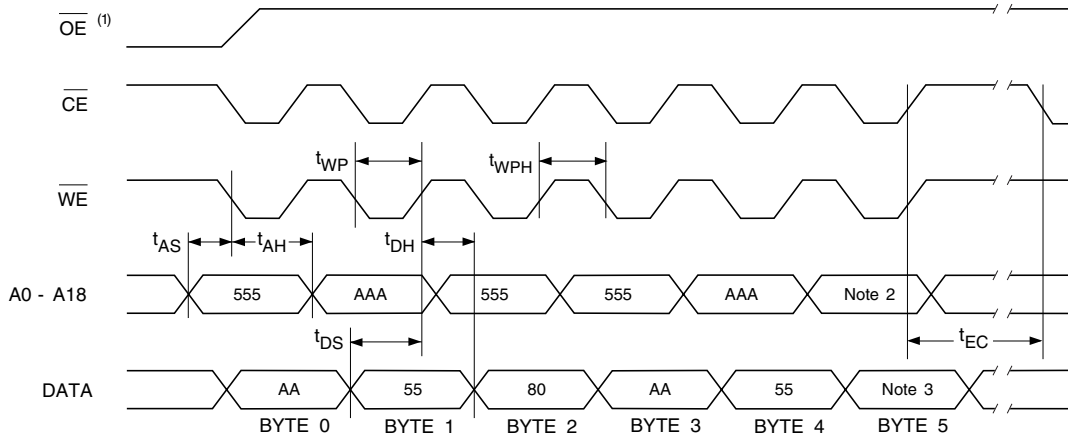 OE (1)
CE
tWP
tWPH
WE
tAS
tAH
tDH
A0 - A18
555
AAA
555
555
AAA
Note 2
tDS
tEC
DATA
AA
55
80
AA
55
Note 3
BYTE 0
BYTE 1
BYTE 2
BYTE 3
BYTE 4
BYTE 5